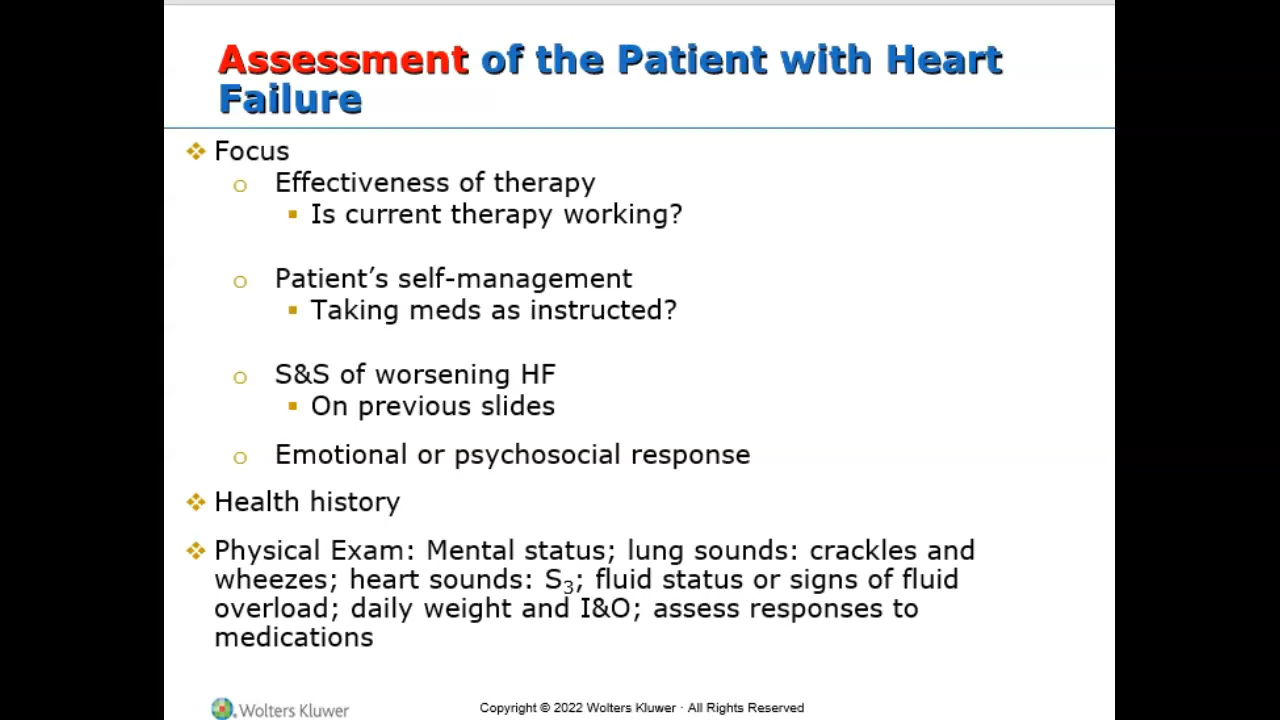 Assessment of the Patient with Heart
Failure
❖ Focus
o Effectiveness of therapy
▪ Is current therapy working?
o Patient’s self-management
▪ Taking meds as instructed?
o S&S of worsening HF
▪ On previous slides
o Emotional or psychosocial response
❖ Health history
❖ Physical Exam: Mental status; lung sounds: crackles and
wheezes; heart sounds: S₃; fluid status or signs of fluid
overload; daily weight and I&O; assess responses to
medications
Wolters Kluwer
Copyright © 2022 Wolters Kluwer · All Rights Reserved